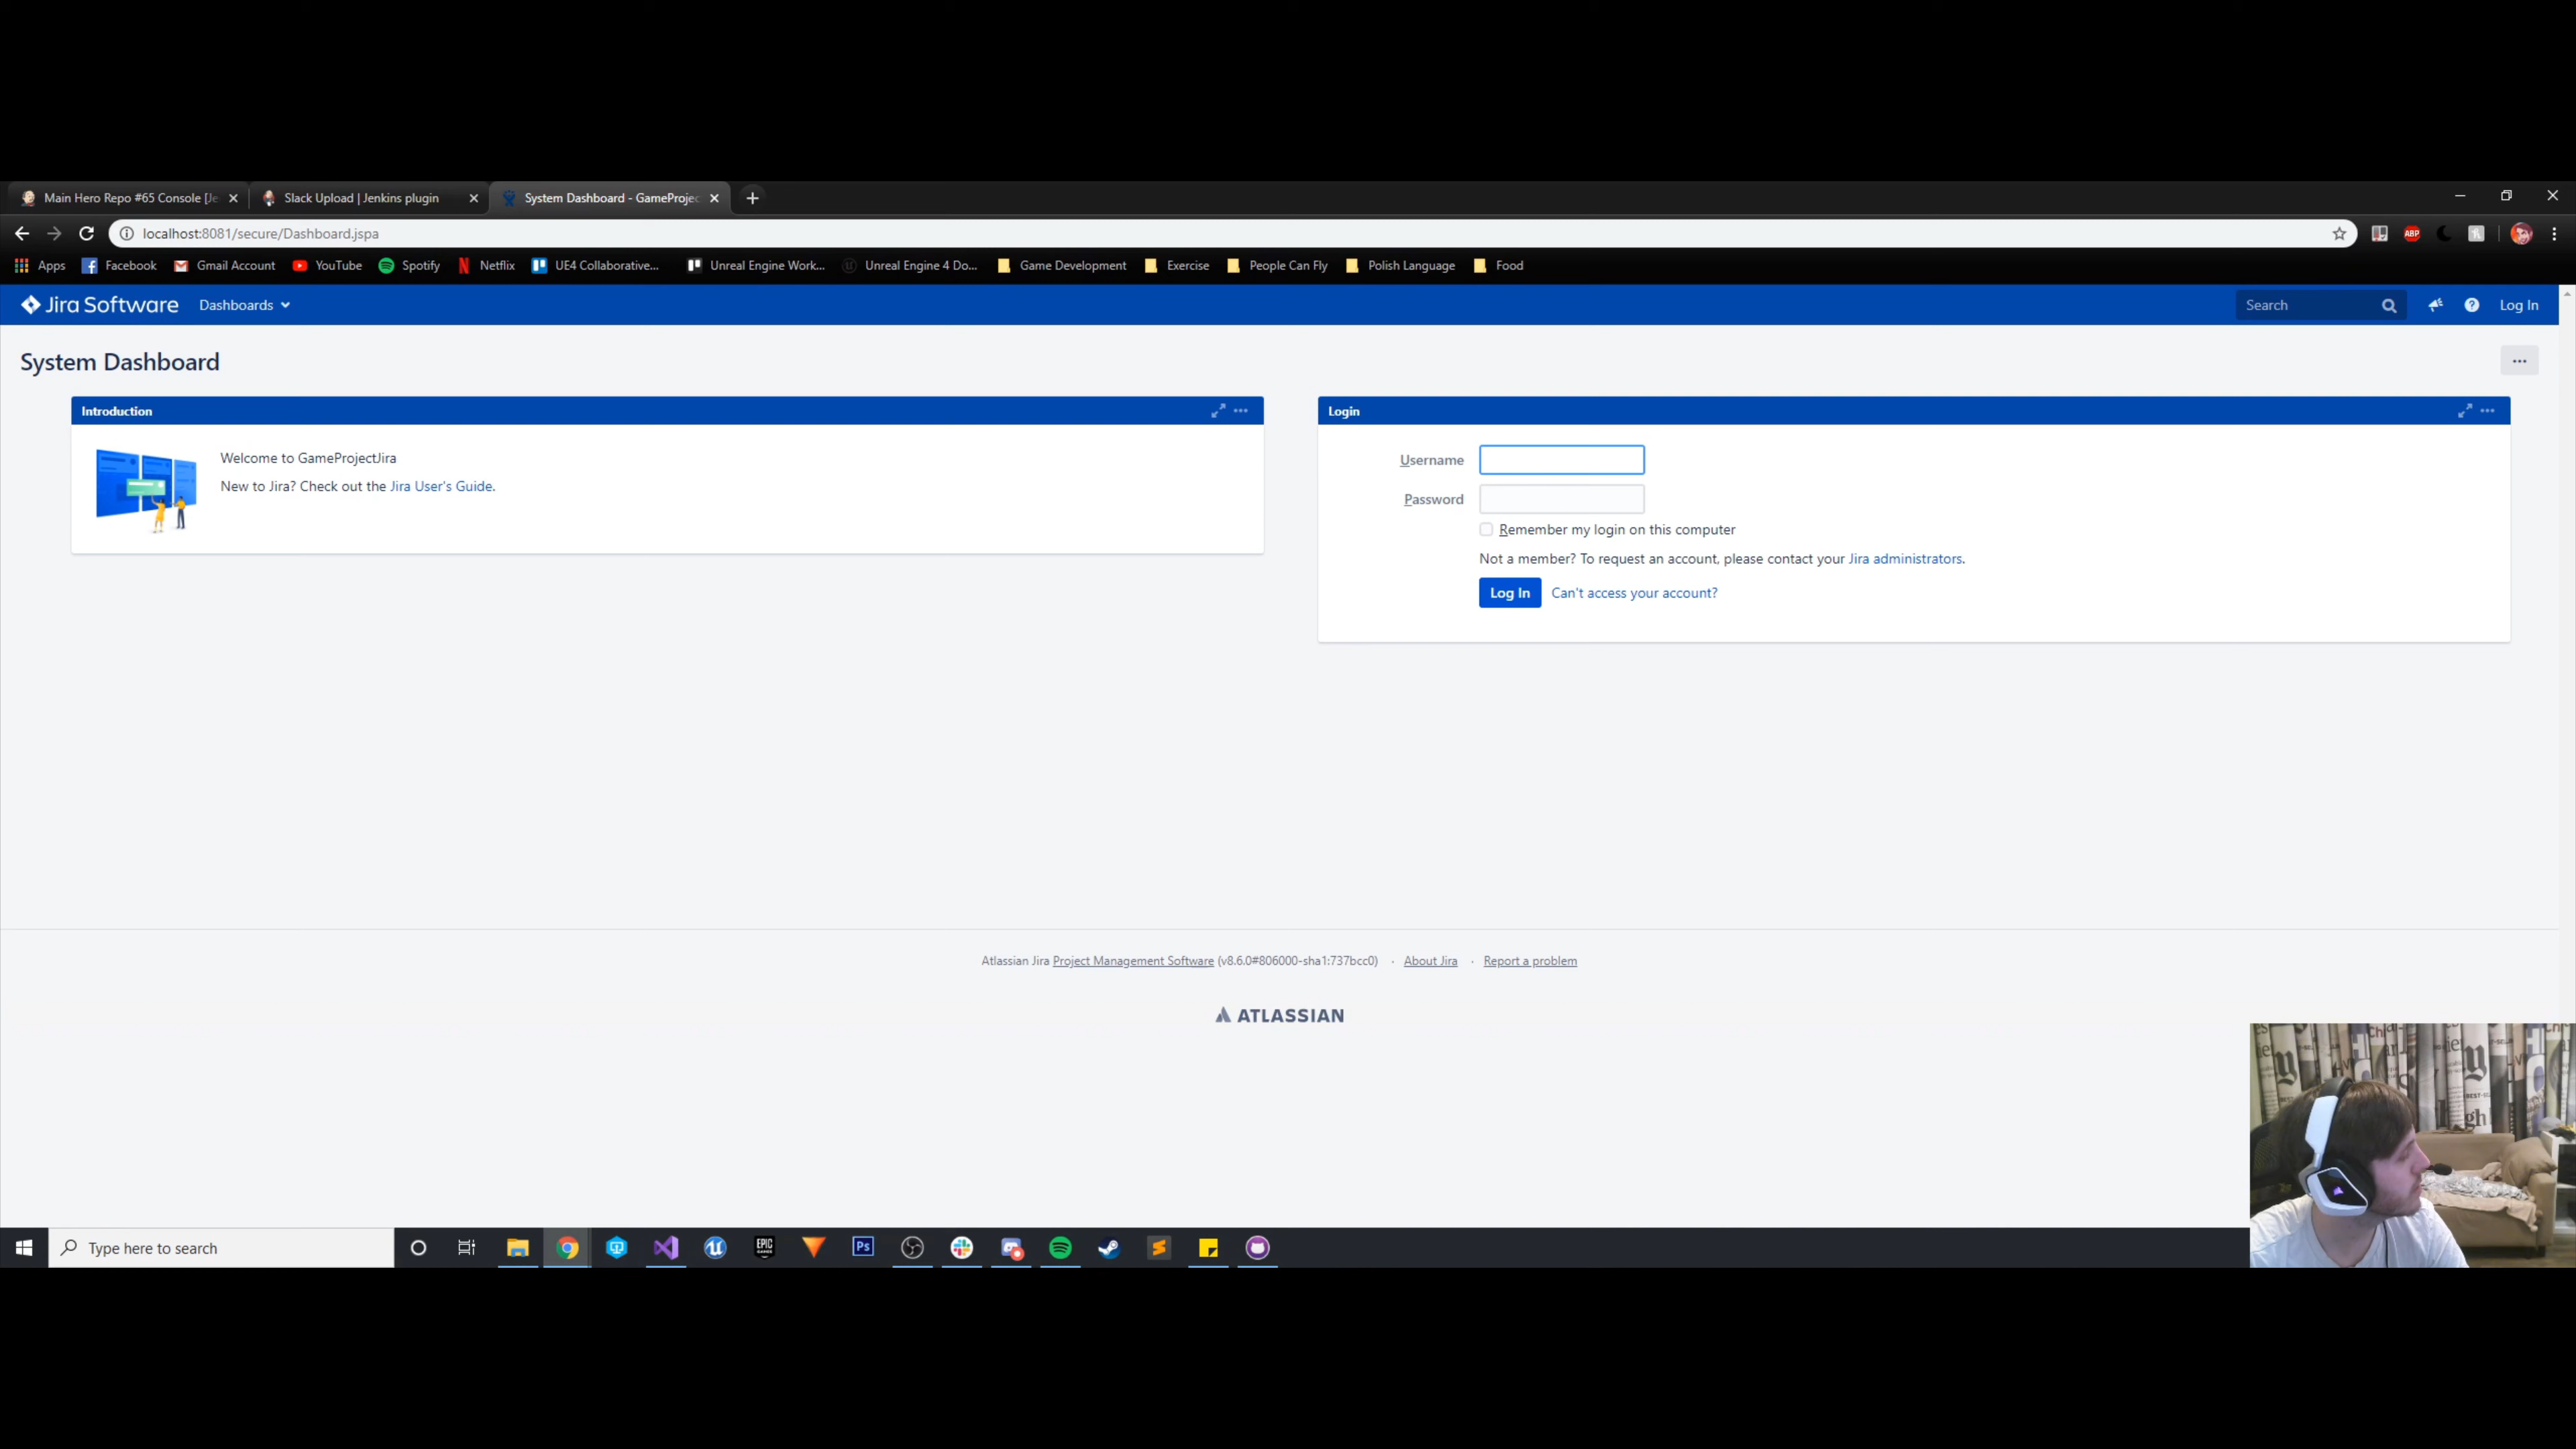 Main Hero Repo #65 Console [Je
Slack Upload | Jenkins plugin
System Dashboard - GameProjec
localhost:8081/secure/Dashboard.jspa
ABP
Apps
Facebook
Gmail Account
YouTube
Spotify
Netflix
UE4 Collaborative...
Unreal Engine Work...
Unreal Engine 4 Do...
Game Development
Exercise
People Can Fly
Polish Language
Food
Jira Software
Dashboards
Search
Log In
System Dashboard
Introduction
Welcome to GameProjectJira
New to Jira? Check out the Jira User's Guide.
Login
Username
Password
Remember my login on this computer
Not a member? To request an account, please contact your Jira administrators.
Log In
Can't access your account?
Atlassian Jira Project Management Software (v8.6.0#806000-sha1:737bcc0) · About Jira · Report a problem
ATLASSIAN
Type here to search
EPIC
GAMES
Ps